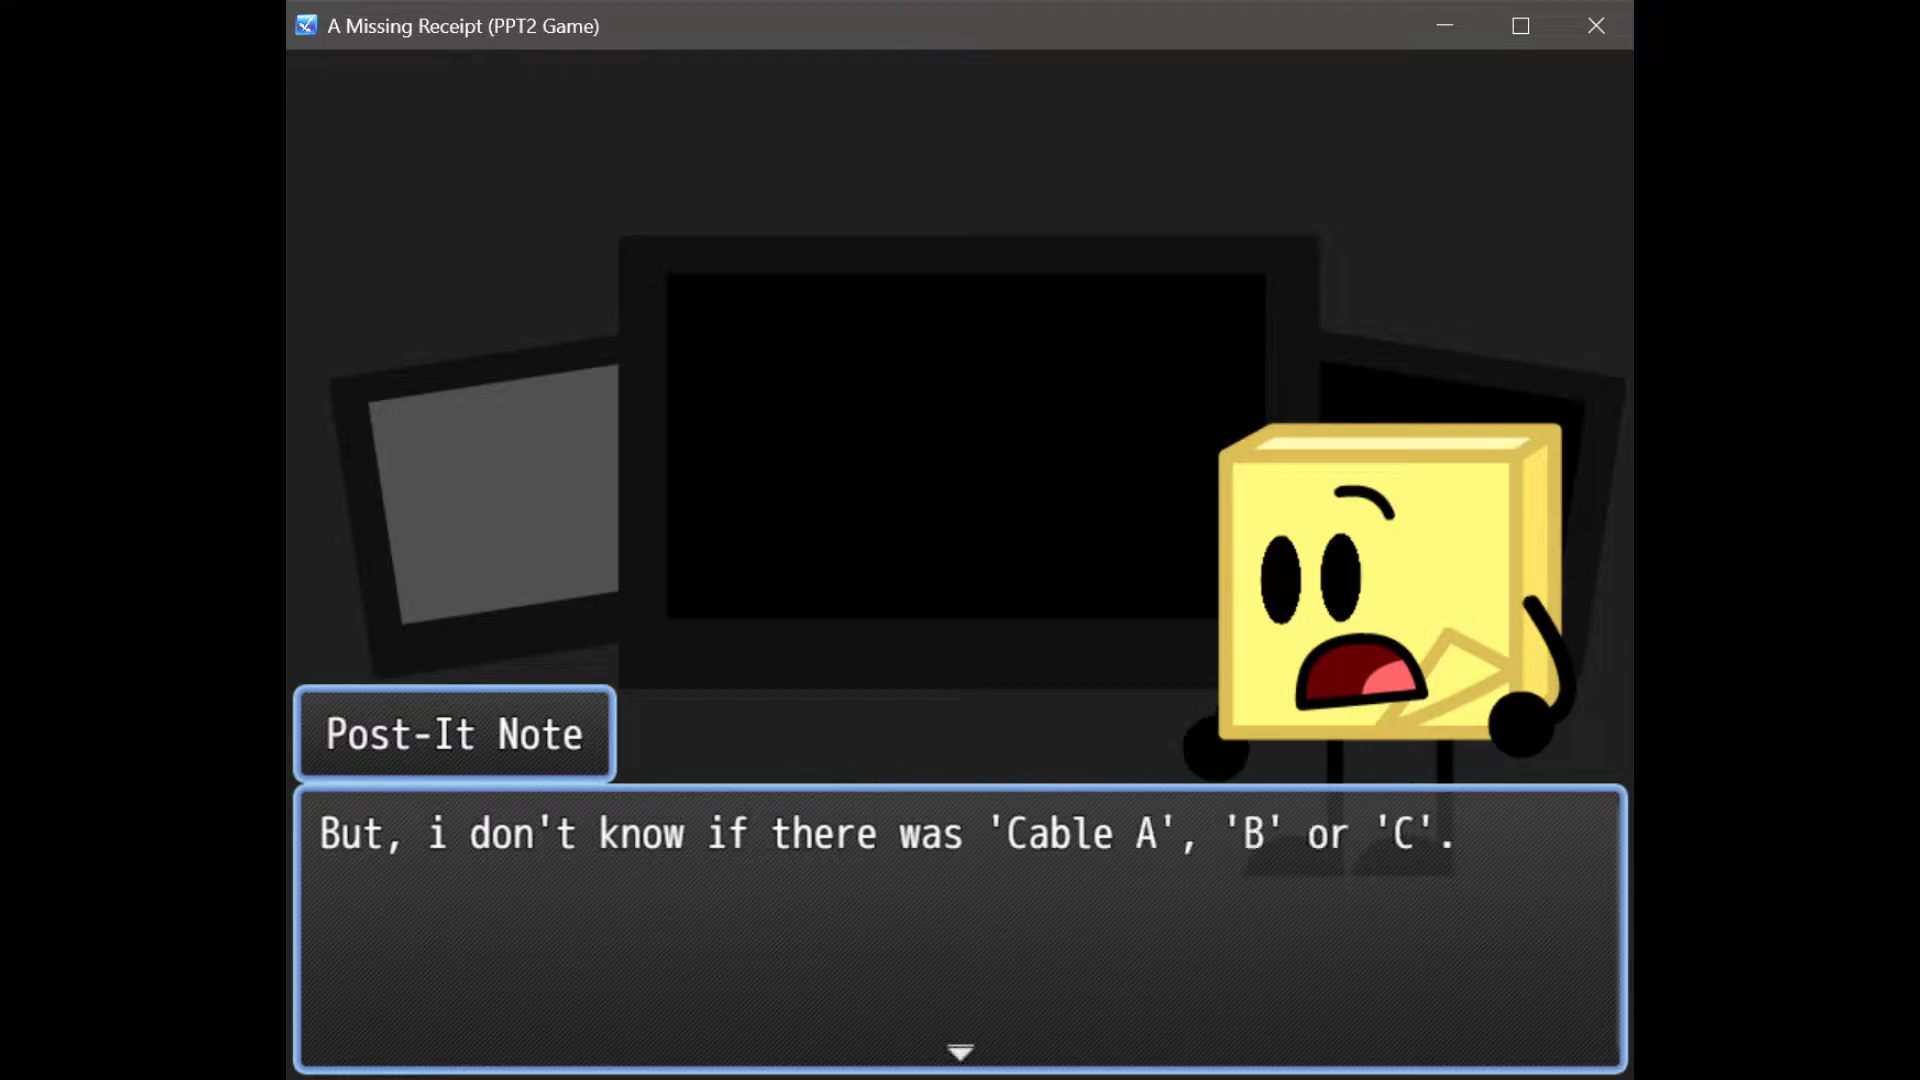 A Missing Receipt (PPT2 Game)
Post-It Note
But, i don't know if there was 'Cable A', 'B' or 'C'.